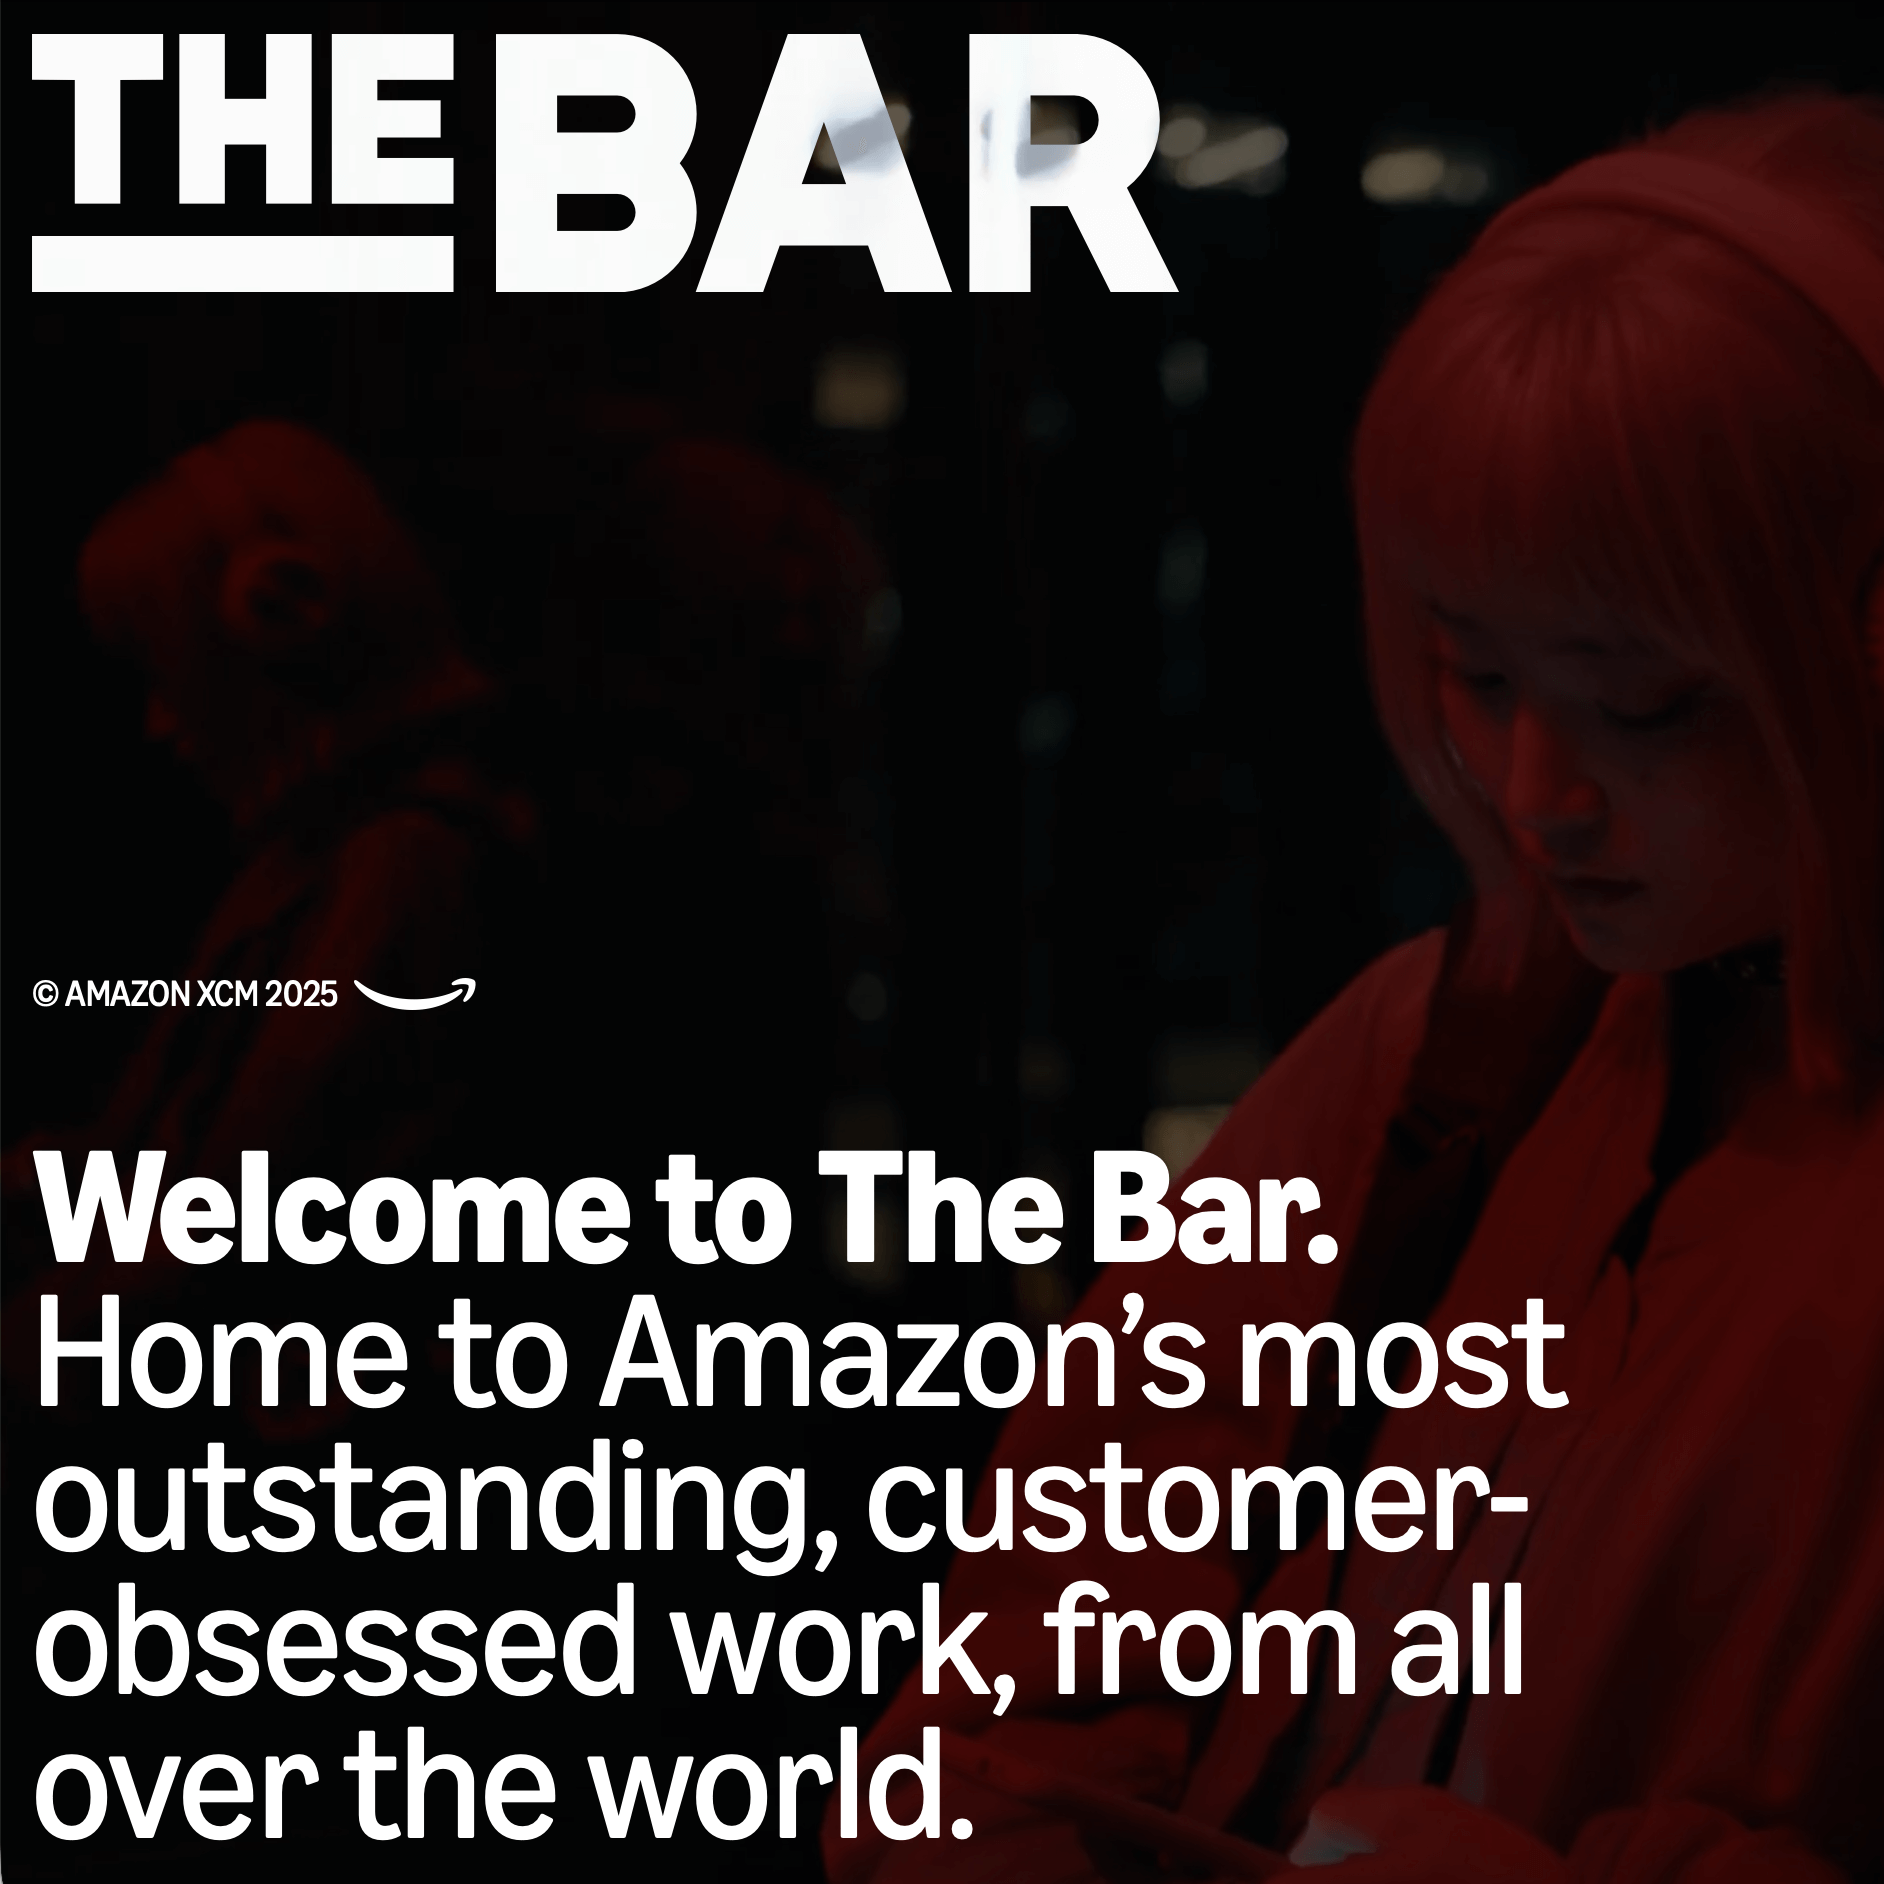 THE BAR
© AMAZON XCM 2025
Welcome to The Bar.
Home to Amazon’s most
outstanding, customer-
obsessed work, from all
over the world.